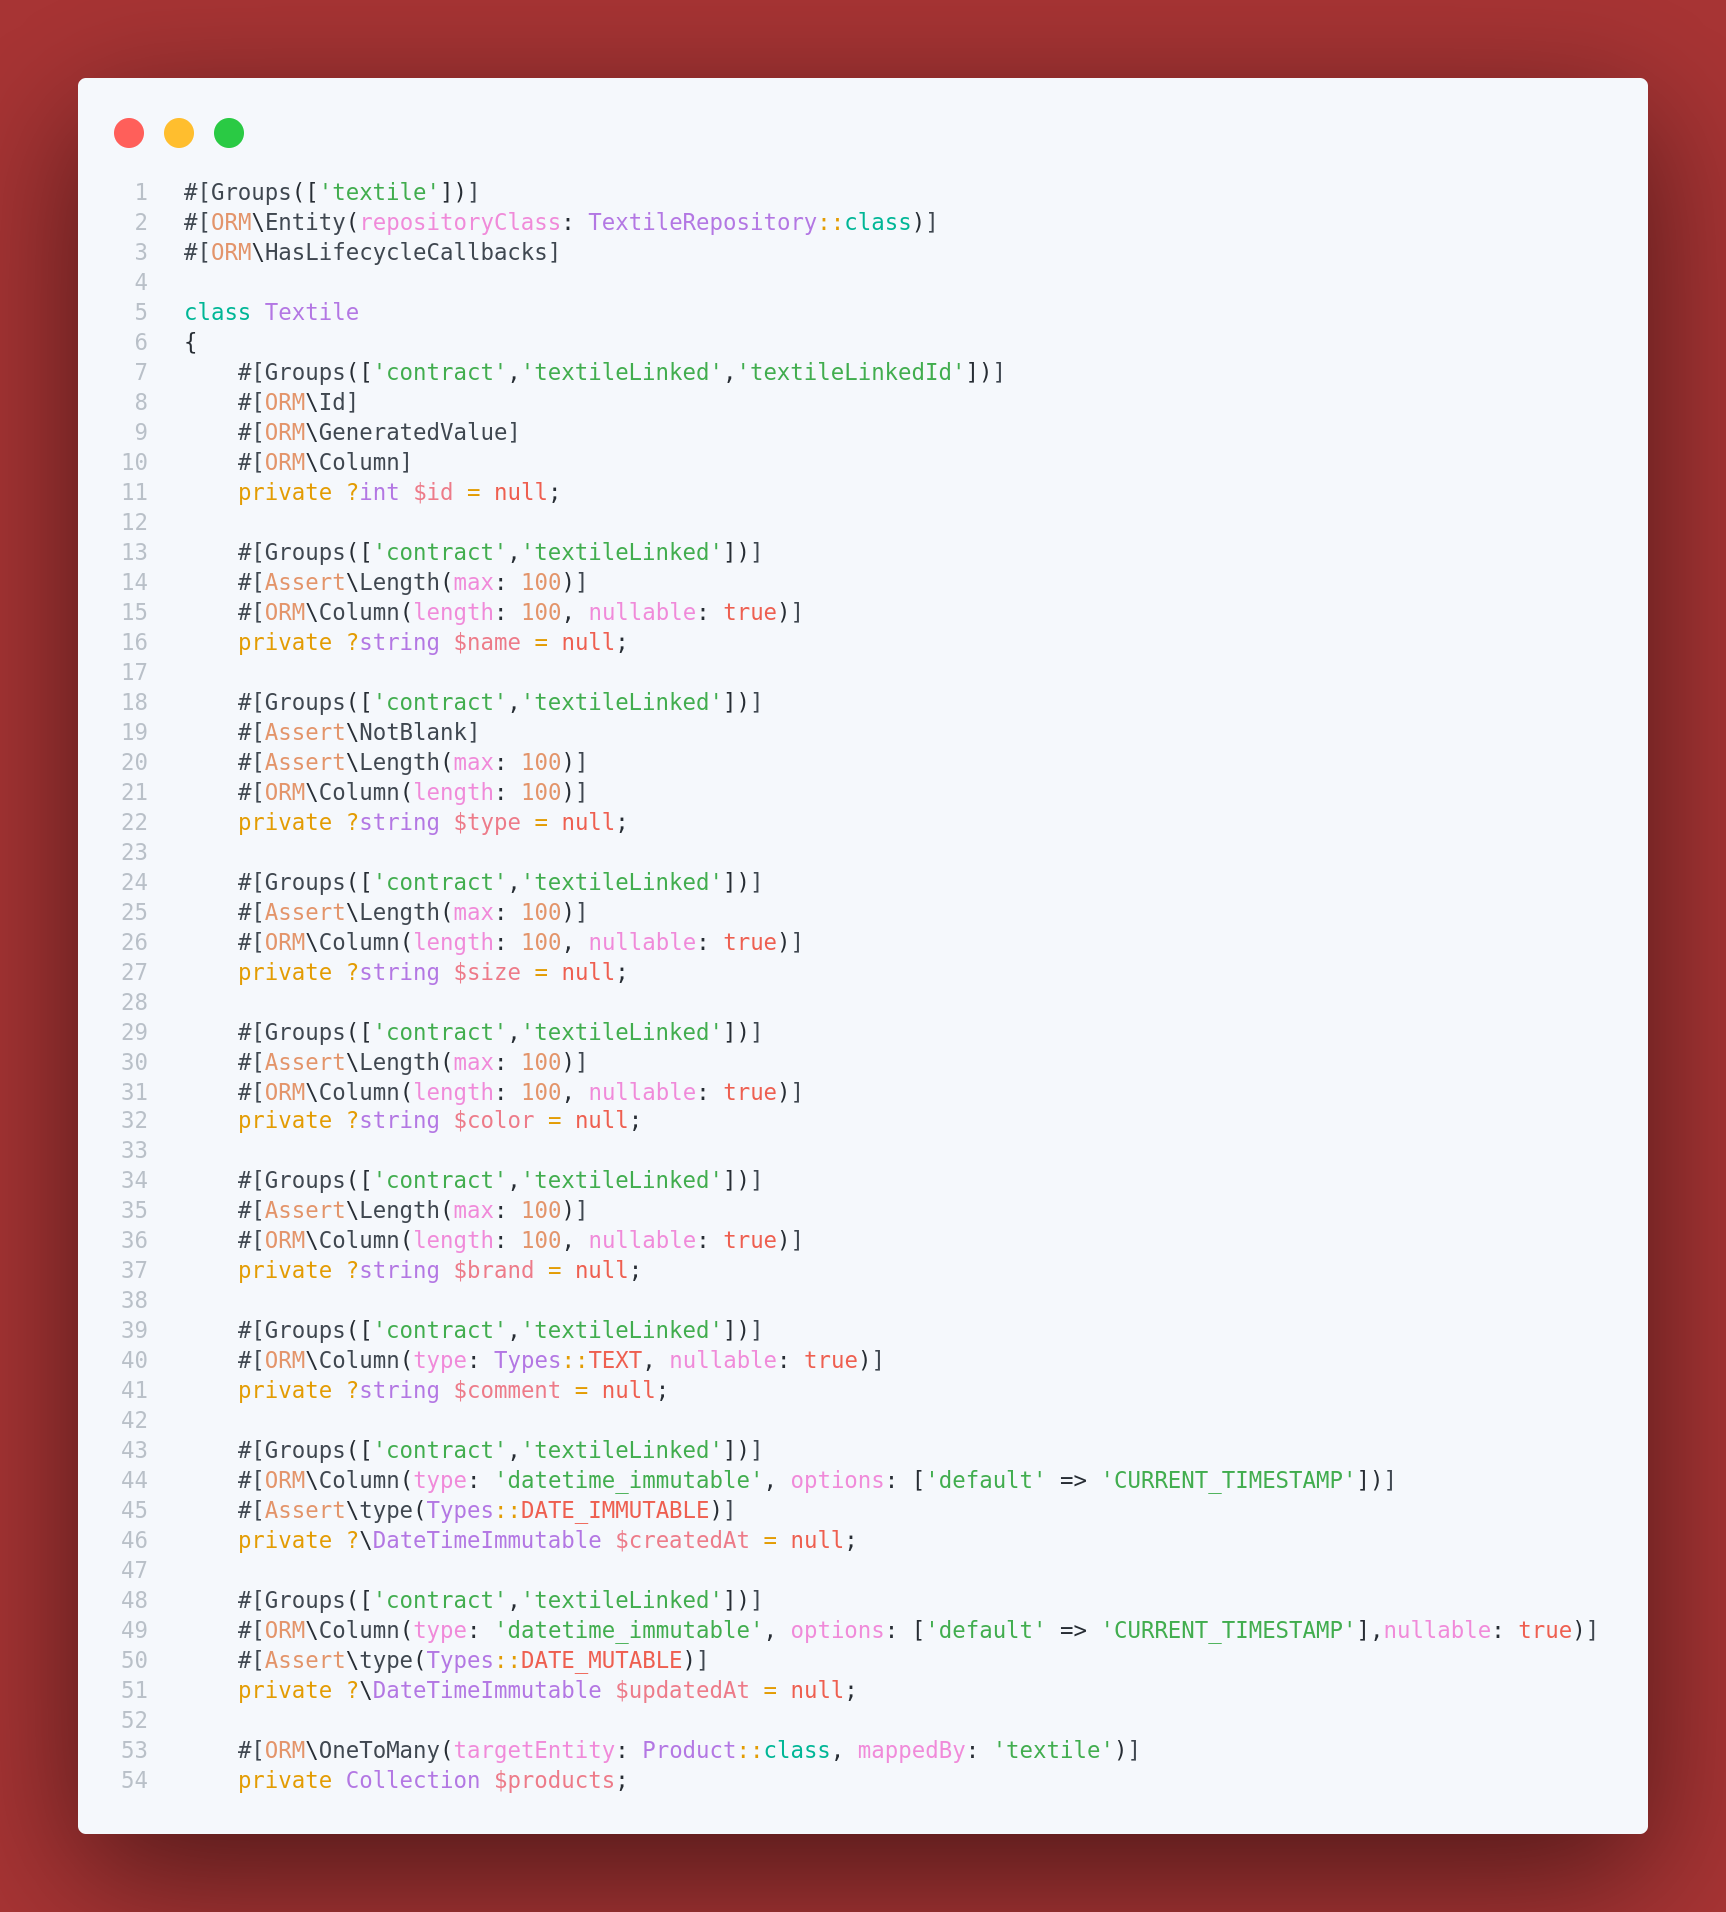 1 #[Groups(['textile'])]
2 #[ORM\Entity(repositoryClass: TextileRepository::class)]
3 #[ORM\HasLifecycleCallbacks]
4
5 class Textile
6 {
7     #[Groups(['contract','textileLinked','textileLinkedId'])]
8     #[ORM\Id]
9     #[ORM\GeneratedValue]
10     #[ORM\Column]
11     private ?int $id = null;
12
13     #[Groups(['contract','textileLinked'])]
14     #[Assert\Length(max: 100)]
15     #[ORM\Column(length: 100, nullable: true)]
16     private ?string $name = null;
17
18     #[Groups(['contract','textileLinked'])]
19     #[Assert\NotBlank]
20     #[Assert\Length(max: 100)]
21     #[ORM\Column(length: 100)]
22     private ?string $type = null;
23
24     #[Groups(['contract','textileLinked'])]
25     #[Assert\Length(max: 100)]
26     #[ORM\Column(length: 100, nullable: true)]
27     private ?string $size = null;
28
29     #[Groups(['contract','textileLinked'])]
30     #[Assert\Length(max: 100)]
31     #[ORM\Column(length: 100, nullable: true)]
32     private ?string $color = null;
33
34     #[Groups(['contract','textileLinked'])]
35     #[Assert\Length(max: 100)]
36     #[ORM\Column(length: 100, nullable: true)]
37     private ?string $brand = null;
38
39     #[Groups(['contract','textileLinked'])]
40     #[ORM\Column(type: Types::TEXT, nullable: true)]
41     private ?string $comment = null;
42
43     #[Groups(['contract','textileLinked'])]
44     #[ORM\Column(type: 'datetime_immutable', options: ['default' => 'CURRENT_TIMESTAMP'])]
45     #[Assert\type(Types::DATE_IMMUTABLE)]
46     private ?\DateTimeImmutable $createdAt = null;
47
48     #[Groups(['contract','textileLinked'])]
49     #[ORM\Column(type: 'datetime_immutable', options: ['default' => 'CURRENT_TIMESTAMP'],nullable: true)]
50     #[Assert\type(Types::DATE_MUTABLE)]
51     private ?\DateTimeImmutable $updatedAt = null;
52
53     #[ORM\OneToMany(targetEntity: Product::class, mappedBy: 'textile')]
54     private Collection $products;